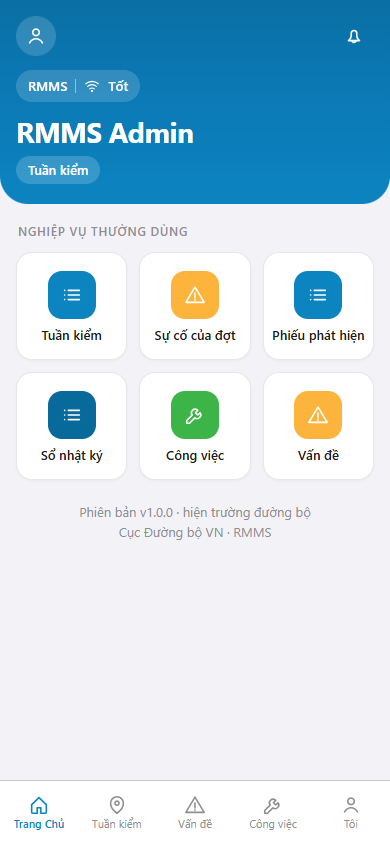 RMMS | Tốt
RMMS Admin
Tuần kiểm
NGHIỆP VỤ THƯỜNG DÙNG
Tuần kiểm
Sự cố của đợt
Phiếu phát hiện
Sổ nhật ký
Công việc
Vấn đề
Phiên bản v1.0.0 · hiện trường đường bộ
Cục Đường bộ VN · RMMS
Trang Chủ
Tuần kiểm
Vấn đề
Công việc
Tôi